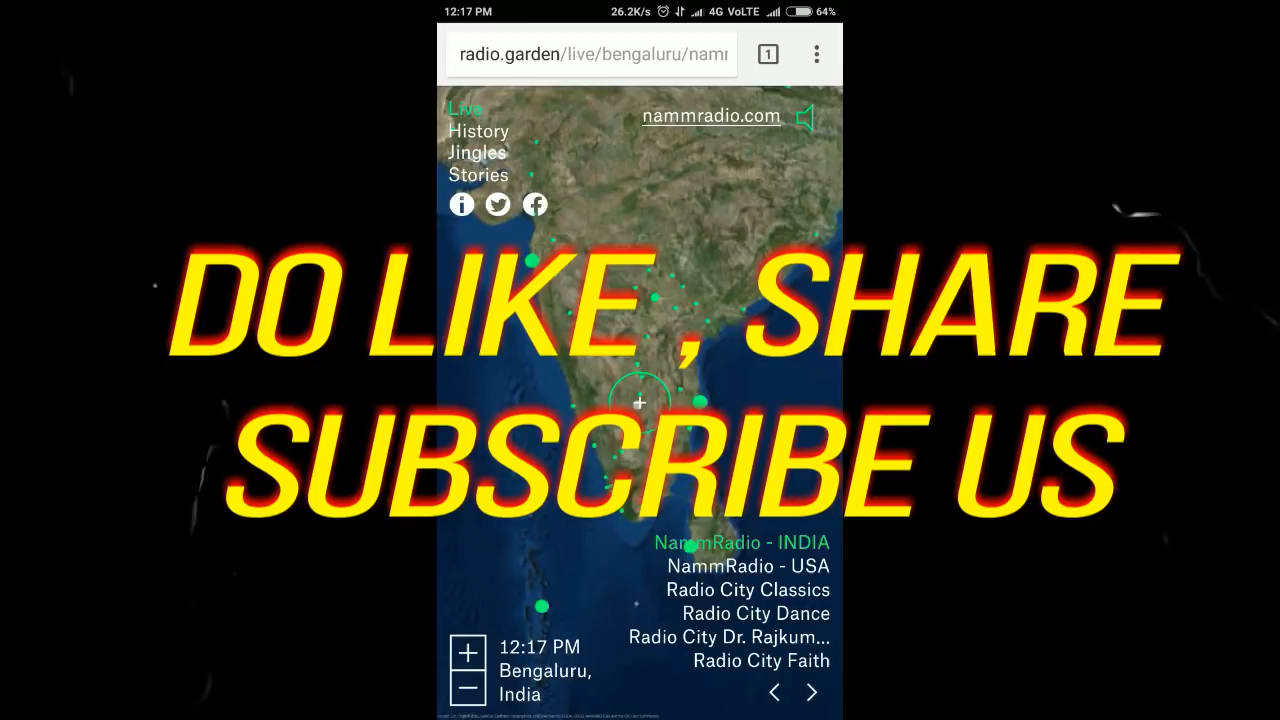 12:17 PM 26.2K/s 4G VoLTE 64%
radio.garden/live/bengaluru/namr
1
Live
nammradio.com
History
Jingles
Stories
DO LIKE , SHARE
SUBSCRIBE US
NammRadio - INDIA
NammRadio - USA
Radio City Classics
Radio City Dance
Radio City Dr. Rajkum...
Radio City Faith
12:17 PM
Bengaluru,
India